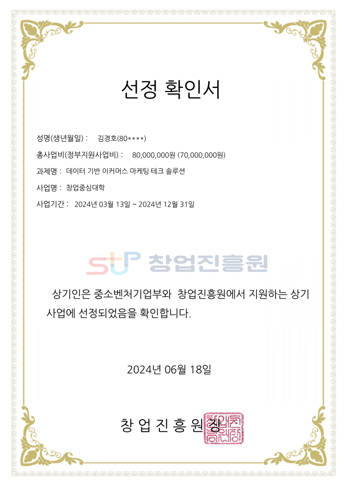 선정 확인서
성명(생년월일) : 김경호(80****)
총사업비(정부지원사업비) : 80,000,000원 (70,000,000원)
과제명 : 데이터 기반 이커머스 마케팅 테크 솔루션
사업명 : 창업중심대학
사업기간 : 2024년 03월 13일 ~ 2024년 12월 31일
창업진흥원
상기인은 중소벤처기업부와 창업진흥원에서 지원하는 상기
사업에 선정되었음을 확인합니다.
2024년 06월 18일
창 업 진 흥 원 장